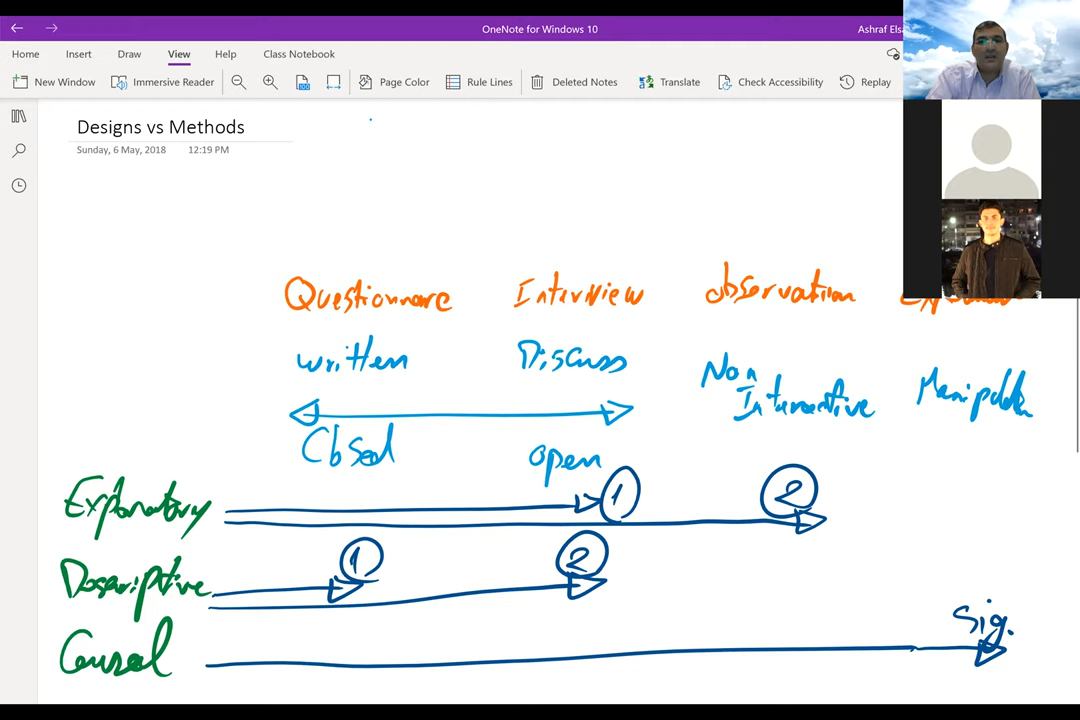 OneNote for Windows 10
Ashraf Elsa
Home Insert Draw View Help Class Notebook
New Window Immersive Reader Page Color Rule Lines Deleted Notes Translate Check Accessibility Replay
Designs vs Methods
Sunday, 6 May, 2018 12:19 PM
Questionnare Interview observation
written Discuss Non Interactive
Closed open
Exploratory 1 2
Descriptive 1 2
Causal Sig.